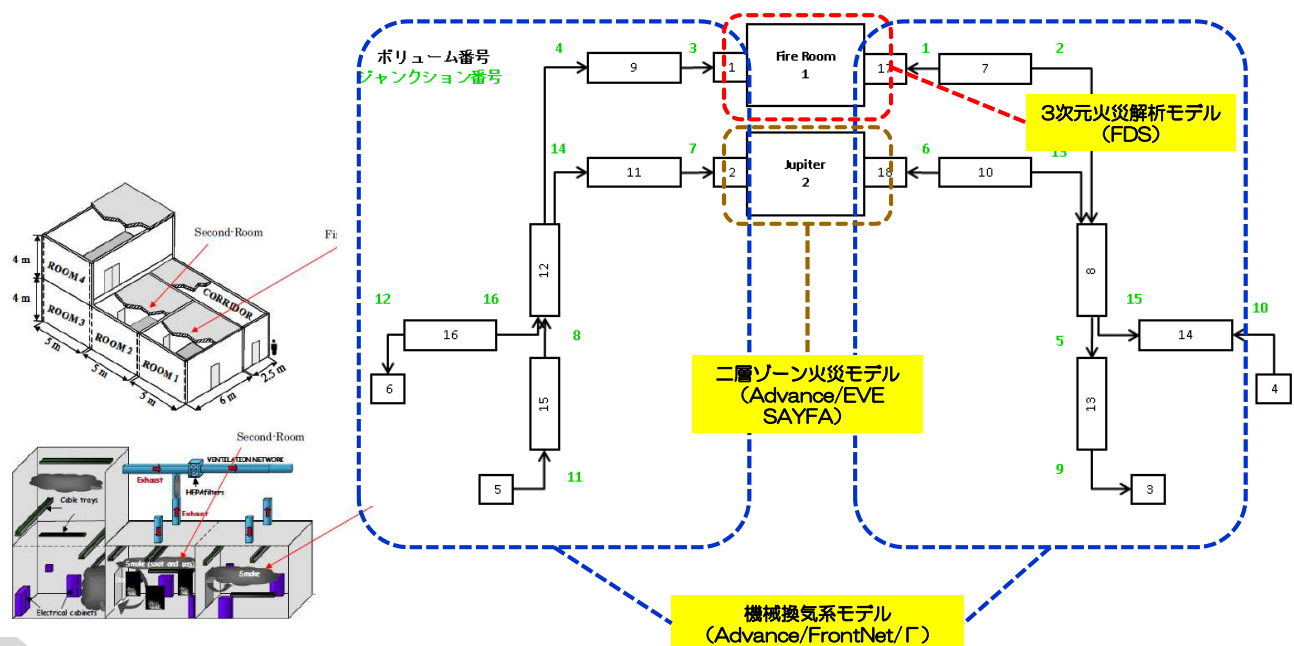 ボリューム番号
ジャンクション番号
4
9
3
1
Fire Room
1
17
1
7
2
3次元火災解析モデル
(FDS)
14
11
7
2
Jupiter
2
18
6
10
13
12
8
12
16
16
8
6
15
15
14
10
4
5
13
5
11
9
3
二層ゾーン火災モデル
(Advance/EVE
SAYFA)
機械換気系モデル
(Advance/FrontNet/Γ)
Second-Room
4 m
4 m
ROOM 4
ROOM 3
ROOM 2
ROOM 1
CORRIDOR
5 m
5 m
5 m
6 m
2.5 m
Second-Room
VENTILATION NETWORK
Exhaust
HEPAfilters
Cable trays
Exhaust
Smoke (soot and gas)
Smoke
Electrical cabinets